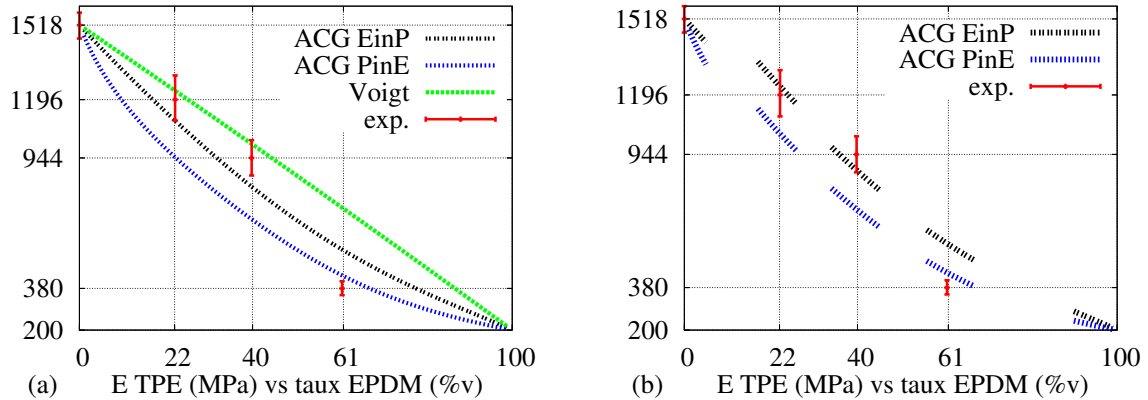 1518
1196
944
380
200
ACG EinP
ACG PinE
Voigt
exp.
0 22 40 61 100
(a) E TPE (MPa) vs taux EPDM (%v)
1518
1196
944
380
200
ACG EinP
ACG PinE
exp.
0 22 40 61 100
(b) E TPE (MPa) vs taux EPDM (%v)